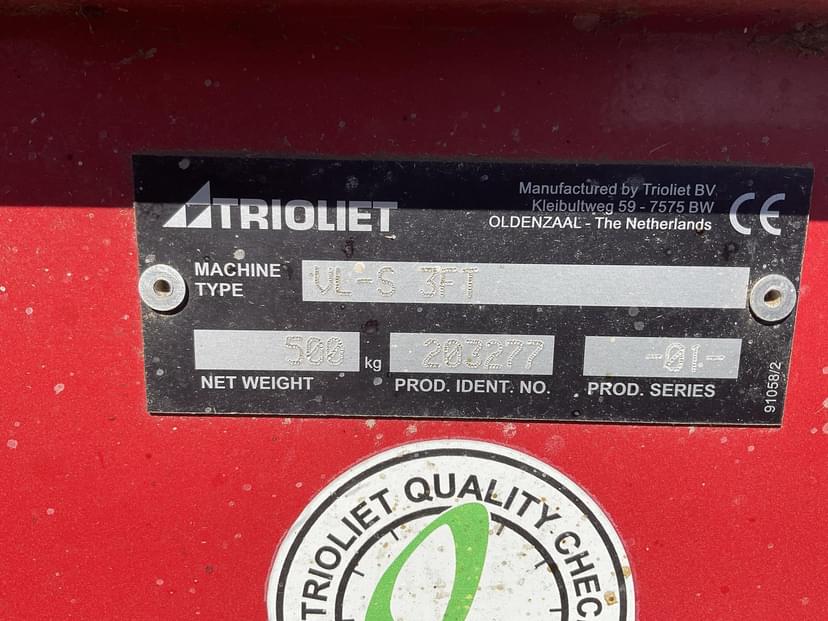 TRIOLIET
Manufactured by Trioliet BV.
Kleibultweg 59 - 7575 BW
OLDENZAAL - The Netherlands
CE
MACHINE TYPE
VL-S 3FT
500 kg
NET WEIGHT
203277
PROD. IDENT. NO.
-01-
PROD. SERIES
91058/2
TRIOLIET QUALITY CHEC